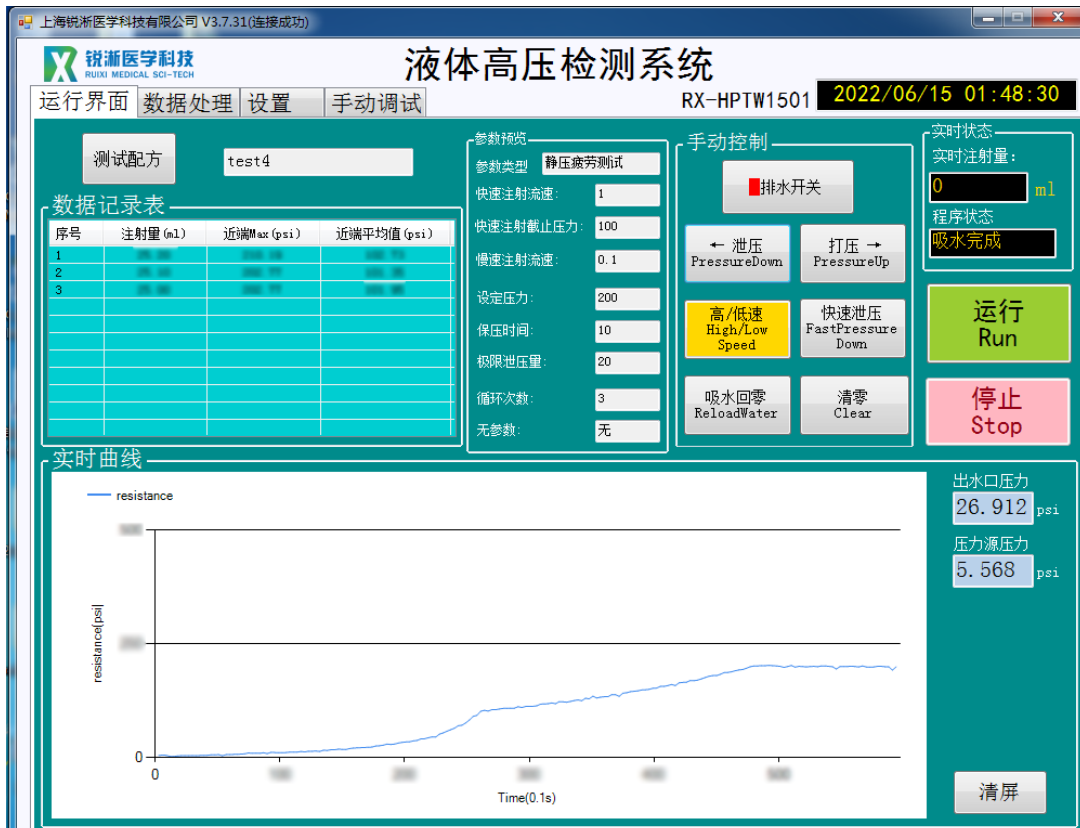 上海锐淅医学科技有限公司 V3.7.31(连接成功)
锐淅医学科技
RUIXI MEDICAL SCI-TECH
液体高压检测系统
运行界面 数据处理 设置 手动调试
RX-HPTW1501
2022/06/15 01:48:30
测试配方
test4
数据记录表
序号 注射量(ml) 近端Max(psi) 近端平均值(psi)
1
2
3
参数预览
参数类型 静压疲劳测试
快速注射流速: 1
快速注射截止压力: 100
慢速注射流速: 0.1
设定压力: 200
保压时间: 10
极限泄压量: 20
循环次数: 3
无参数: 无
手动控制
排水开关
← 泄压
PressureDown
打压 →
PressureUp
高/低速
High/Low
Speed
快速泄压
FastPressure
Down
吸水回零
ReloadWater
清零
Clear
实时状态
实时注射量:
0 ml
程序状态
吸水完成
运行
Run
停止
Stop
实时曲线
resistance
resistance[psi]
0
0
Time(0.1s)
出水口压力
26.912 psi
压力源压力
5.568 psi
清屏